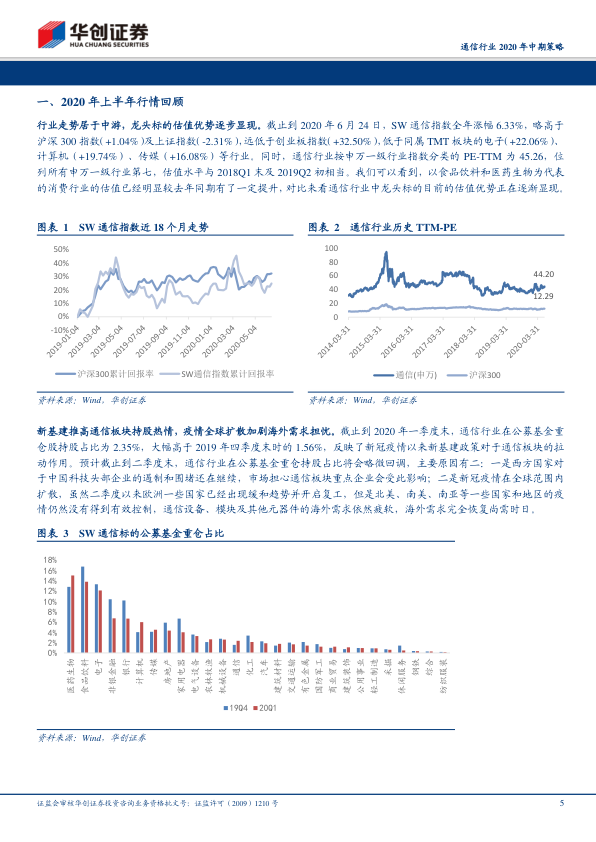 华创证券
HUA CHUANG SECURITIES
通信行业 2020 年中期策略
一、2020 年上半年行情回顾
行业走势居于中游，龙头标的估值优势逐步显现。截止到 2020 年 6 月 24 日，SW 通信指数全年涨幅 6.33%，略高于
沪深 300 指数（+1.04%）及上证指数（-2.31%），远低于创业板指数（+32.50%），低于同属 TMT 板块的电子（+22.06%）、
计算机（+19.74%）、传媒（+16.08%）等行业。同时，通信行业按申万一级行业指数分类的 PE-TTM 为 45.26，位
列所有申万一级行业第七，估值水平与 2018Q1 末及 2019Q2 初相当。我们可以看到，以食品饮料和医药生物为代表
的消费行业的估值已经明显较去年同期有了一定提升，对比来看通信行业中龙头标的目前的估值优势正在逐渐显现。
图表 1 SW 通信指数近 18 个月走势
50%
40%
30%
20%
10%
0%
-10%
2019-01-04
2019-03-04
2019-05-04
2019-07-04
2019-09-04
2019-11-04
2020-01-04
2020-03-04
2020-05-04
沪深300累计回报率
SW通信指数累计回报率
资料来源：Wind，华创证券
图表 2 通信行业历史 TTM-PE
100
80
60
40
20
0
44.20
12.29
2014-03-31
2015-03-31
2016-03-31
2017-03-31
2018-03-31
2019-03-31
2020-03-31
通信(申万)
沪深300
资料来源：Wind，华创证券
新基建推高通信板块持股热情，疫情全球扩散加剧海外需求担忧。截止到 2020 年一季度末，通信行业在公募基金重
仓股持股占比为 2.35%，大幅高于 2019 年四季度末时的 1.56%，反映了新冠疫情以来新基建政策对于通信板块的拉
动作用。预计截止到二季度末，通信行业在公募基金重仓持股占比将会略微回调，主要原因有二：一是西方国家对
于中国科技头部企业的遏制和围堵还在继续，市场担心通信板块重点企业会受此影响；二是新冠疫情在全球范围内
扩散，虽然二季度以来欧洲一些国家已经出现缓和趋势并开启复工，但是北美、南美、南亚等一些国家和地区的疫
情仍然没有得到有效控制，通信设备、模块及其他元器件的海外需求依然疲软，海外需求完全恢复尚需时日。
图表 3 SW 通信标的公募基金重仓占比
18%
16%
14%
12%
10%
8%
6%
4%
2%
0%
医药生物
食品饮料
电子
非银金融
银行
计算机
传媒
房地产
家用电器
电气设备
农林牧渔
机械设备
通信
化工
汽车
建筑材料
交通运输
有色金属
国防军工
商业贸易
建筑装饰
公用事业
轻工制造
采掘
休闲服务
钢铁
综合
纺织服装
19Q4
20Q1
资料来源：Wind，华创证券
证监会审核华创证券投资咨询业务资格批文号：证监许可（2009）1210 号
5